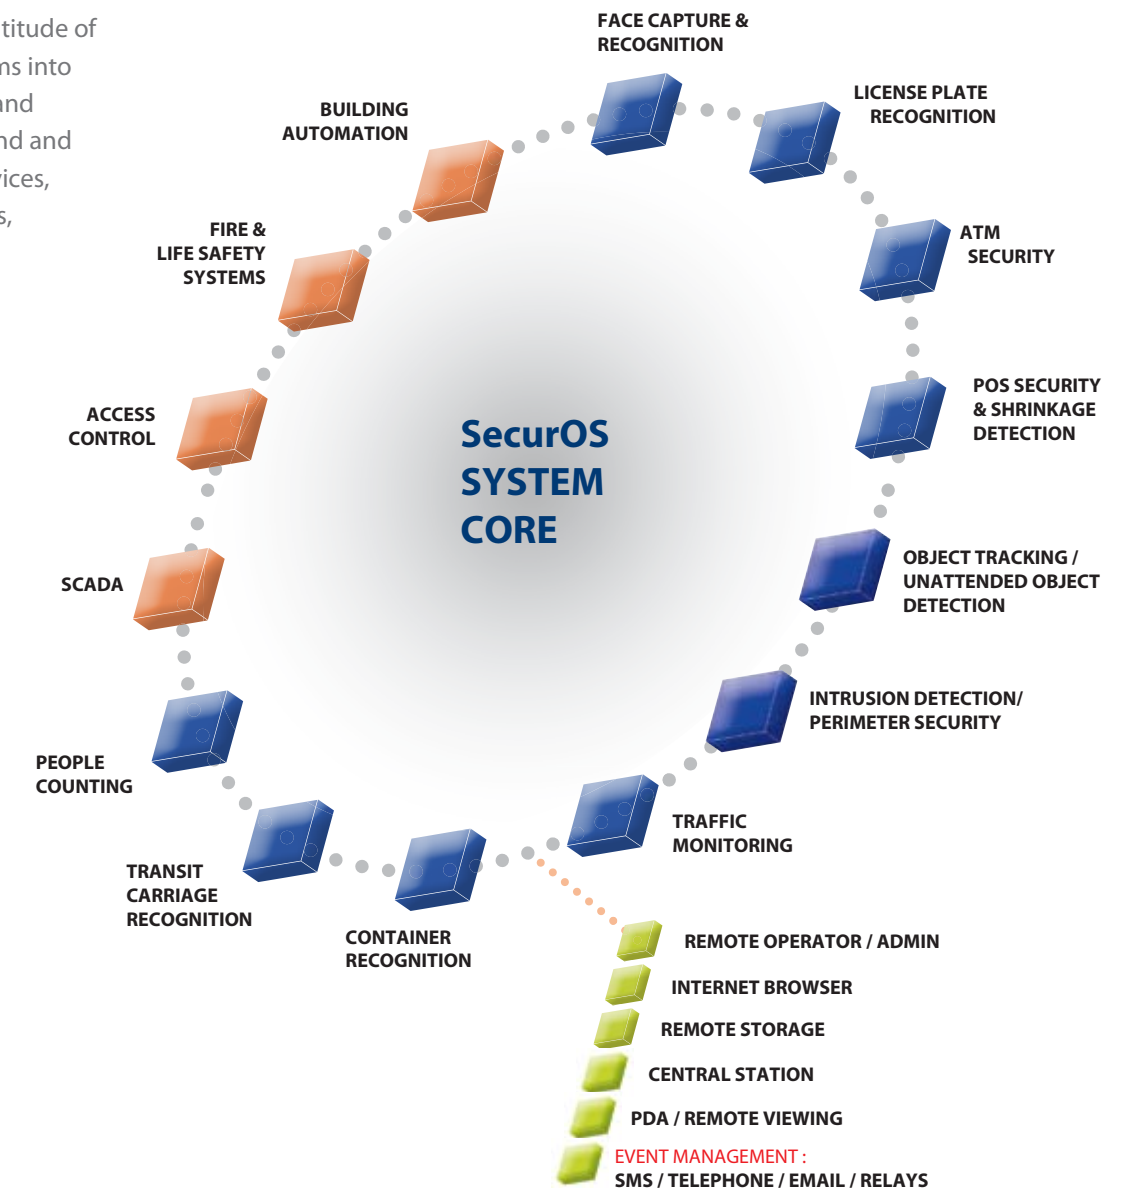 titude of
ms into
and
nd and
vices,
s,
FACE CAPTURE &
RECOGNITION
LICENSE PLATE
RECOGNITION
BUILDING
AUTOMATION
ATM
SECURITY
FIRE &
LIFE SAFETY
SYSTEMS
POS SECURITY
& SHRINKAGE
DETECTION
ACCESS
CONTROL
SecurOS
SYSTEM
CORE
OBJECT TRACKING /
UNATTENDED OBJECT
DETECTION
SCADA
INTRUSION DETECTION/
PERIMETER SECURITY
PEOPLE
COUNTING
TRAFFIC
MONITORING
TRANSIT
CARRIAGE
RECOGNITION
CONTAINER
RECOGNITION
REMOTE OPERATOR / ADMIN
INTERNET BROWSER
REMOTE STORAGE
CENTRAL STATION
PDA / REMOTE VIEWING
EVENT MANAGEMENT :
SMS / TELEPHONE / EMAIL / RELAYS